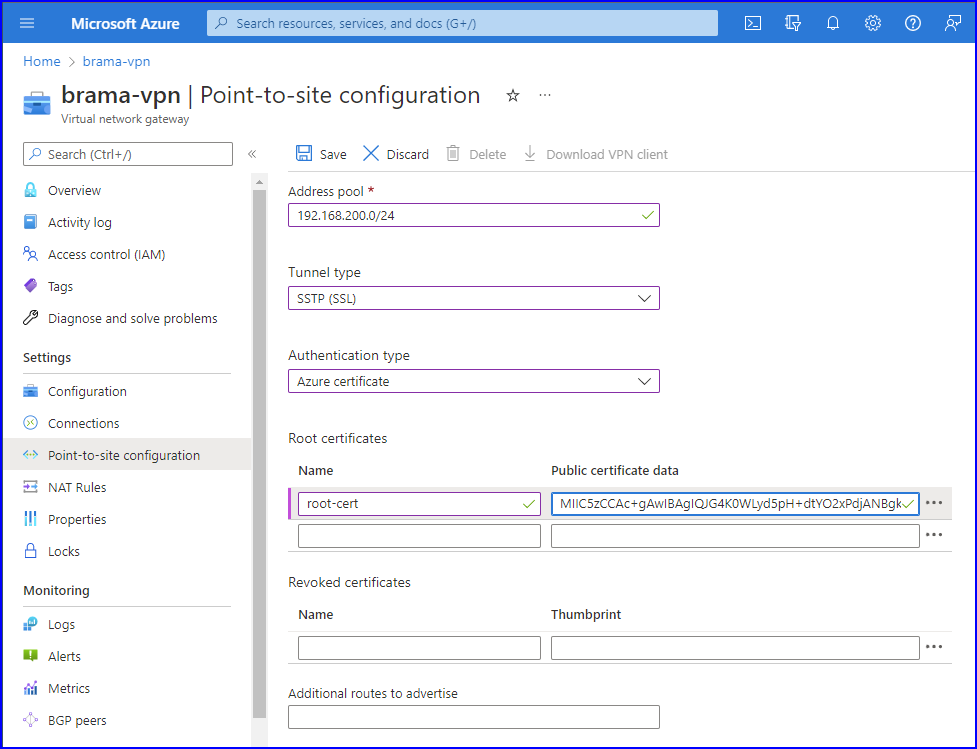 Microsoft Azure
Search resources, services, and docs (G+/)
Home > brama-vpn
brama-vpn | Point-to-site configuration
Virtual network gateway
Search (Ctrl+/)
Overview
Activity log
Access control (IAM)
Tags
Diagnose and solve problems
Settings
Configuration
Connections
Point-to-site configuration
NAT Rules
Properties
Locks
Monitoring
Logs
Alerts
Metrics
BGP peers
Save Discard Delete Download VPN client
Address pool *
192.168.200.0/24
Tunnel type
SSTP (SSL)
Authentication type
Azure certificate
Root certificates
Name Public certificate data
root-cert MIIC5zCCAc+gAwIBAgIQJG4K0WLyd5pH+dtYO2xPdjANBgk
Revoked certificates
Name Thumbprint
Additional routes to advertise